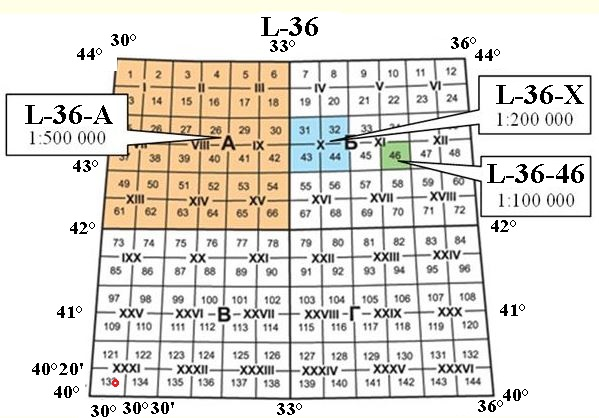 L-36
44° 30° 33° 36° 44°
1 2 3 4 5 6 7 8 9 10 11 12
I II III IV V VI
14 15 16 17 18 19 20 21 22 23 24
L-36-A
1:500 000
L-36-X
1:200 000
26 28 29 30 31 32 33
VIII А IX X Б XI XII
39 40 41 42 43 44 45 46 47 48
43°
L-36-46
1:100 000
49 50 51 52 53 54 55 56 57 58 59 60
XIII XIV XV XVI XVII XVIII
61 62 63 64 65 66 67 68 69 70 71 72
42° 42°
73 74 75 76 77 78 79 80 81 82 83 84
IXX XX XXI XXII XXIII XXIV
85 86 87 88 89 90 91 92 93 94 95 96
97 98 99 100 101 102 103 104 105 106 107 108
41° XXV XXVI В XXVII XXVIII Г XXIX XXX 41°
109 110 111 112 113 114 115 116 117 118 119 120
121 122 123 124 125 126 127 128 129 130 131 132
40°20' XXXI XXXII XXXIII XXXIV XXXV XXXVI
40° 133 134 135 136 137 138 139 140 141 142 143 144
30° 30°30' 33° 36° 40°